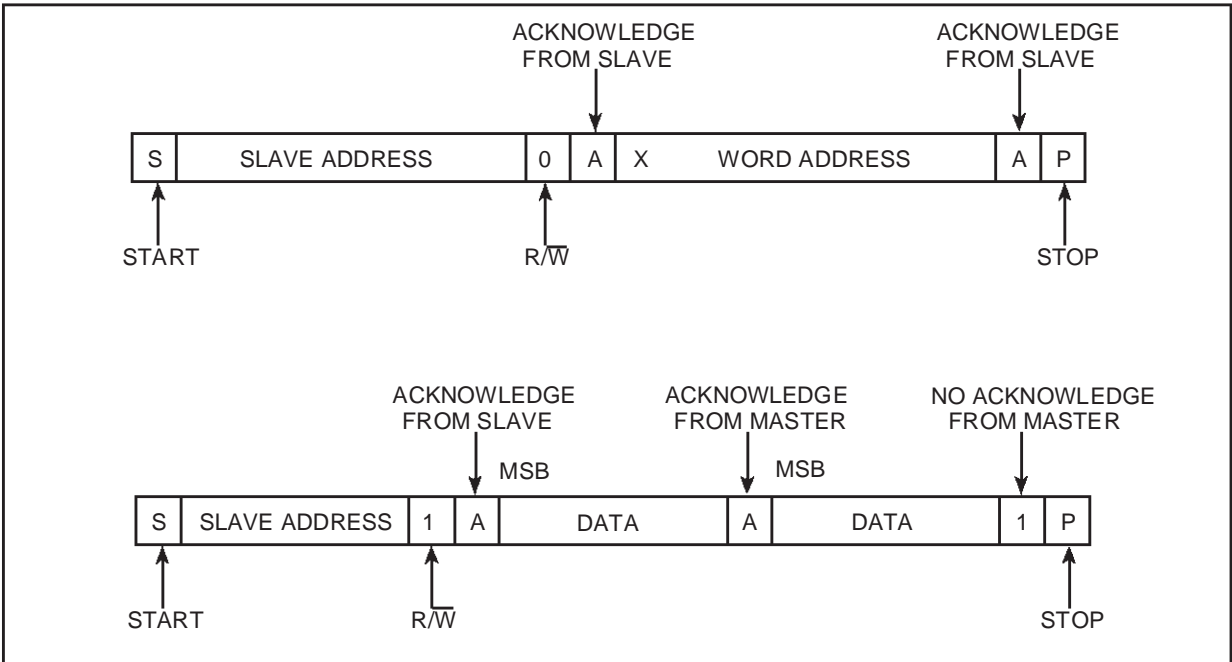 ACKNOWLEDGE FROM SLAVE
ACKNOWLEDGE FROM SLAVE
S SLAVE ADDRESS 0 A X WORD ADDRESS A P
START R/W̅ STOP
ACKNOWLEDGE FROM SLAVE
ACKNOWLEDGE FROM MASTER
NO ACKNOWLEDGE FROM MASTER
MSB MSB
S SLAVE ADDRESS 1 A DATA A DATA 1 P
START R/W̅ STOP